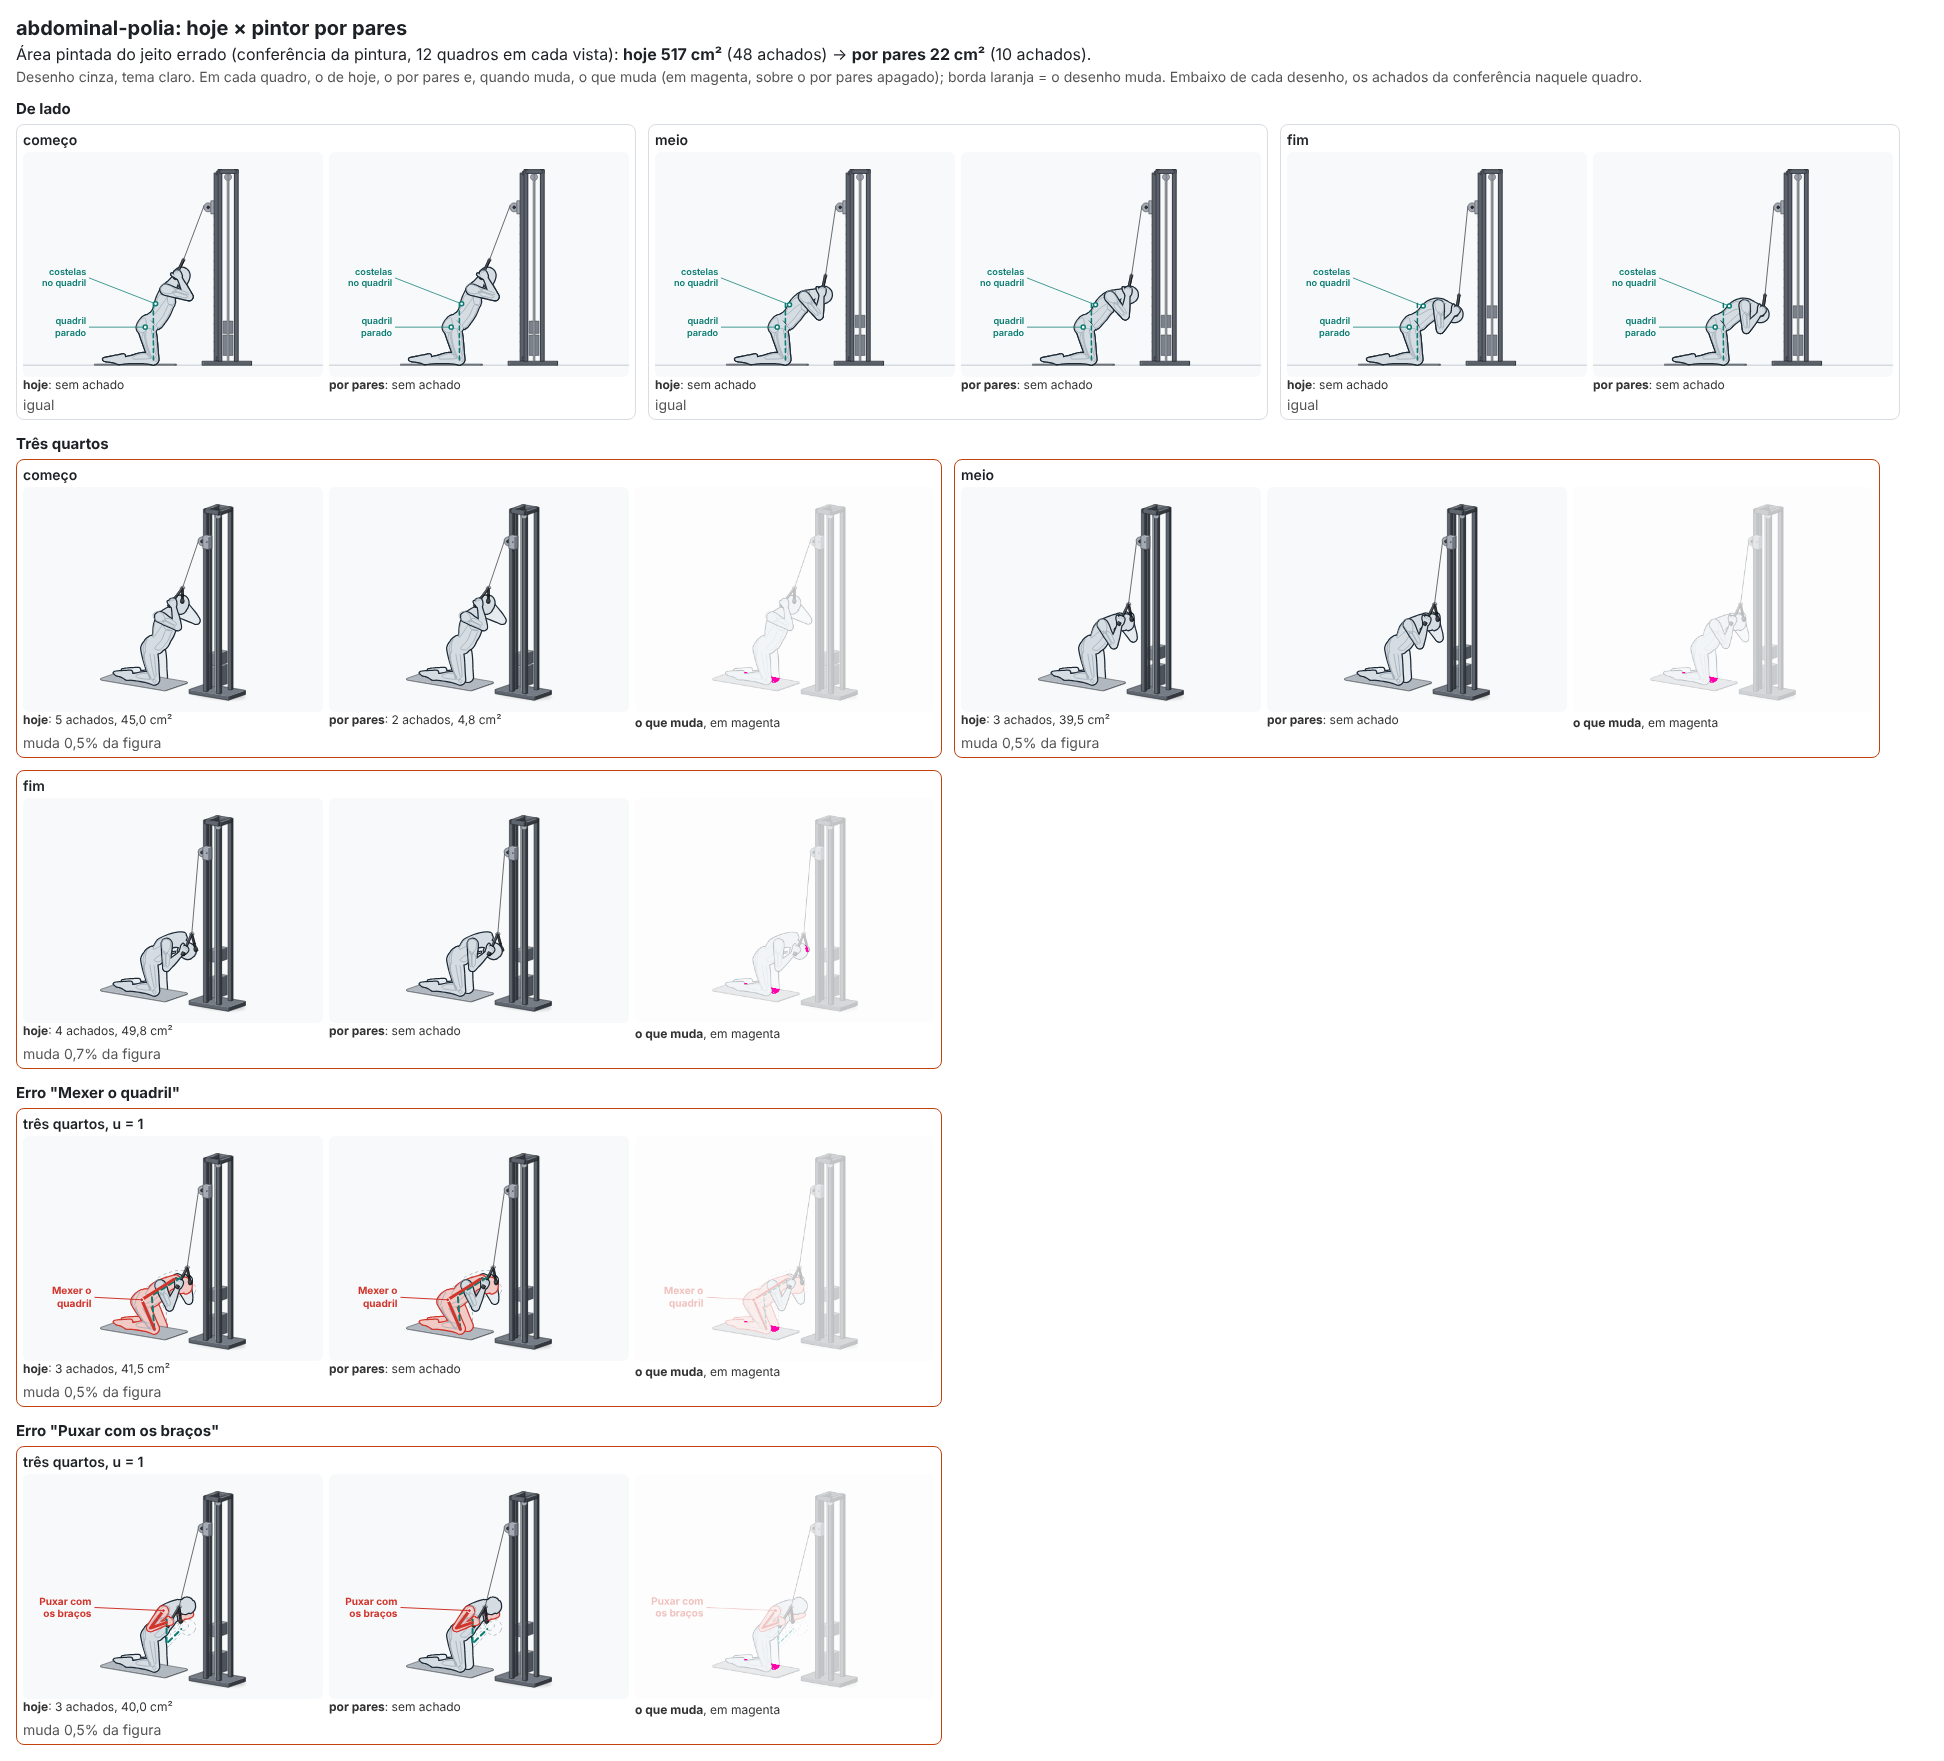 abdominal-polia: hoje × pintor por pares
Área pintada do jeito errado (conferência da pintura, 12 quadros em cada vista): hoje 517 cm² (48 achados) → por pares 22 cm² (10 achados).
Desenho cinza, tema claro. Em cada quadro, o de hoje, o por pares e, quando muda, o que muda (em magenta, sobre o por pares apagado); borda laranja = o desenho muda. Embaixo de cada desenho, os achados da conferência naquele quadro.
De lado
começo
costelas
no quadril
quadril
parado
costelas
no quadril
quadril
parado
hoje: sem achado
por pares: sem achado
igual
meio
costelas
no quadril
quadril
parado
costelas
no quadril
quadril
parado
hoje: sem achado
por pares: sem achado
igual
fim
costelas
no quadril
quadril
parado
costelas
no quadril
quadril
parado
hoje: sem achado
por pares: sem achado
igual
Três quartos
começo
hoje: 5 achados, 45,0 cm²
por pares: 2 achados, 4,8 cm²
o que muda, em magenta
muda 0,5% da figura
meio
hoje: 3 achados, 39,5 cm²
por pares: sem achado
o que muda, em magenta
muda 0,5% da figura
fim
hoje: 4 achados, 49,8 cm²
por pares: sem achado
o que muda, em magenta
muda 0,7% da figura
Erro "Mexer o quadril"
três quartos, u = 1
Mexer o
quadril
Mexer o
quadril
Mexer o
quadril
hoje: 3 achados, 41,5 cm²
por pares: sem achado
o que muda, em magenta
muda 0,5% da figura
Erro "Puxar com os braços"
três quartos, u = 1
Puxar com
os braços
Puxar com
os braços
Puxar com
os braços
hoje: 3 achados, 40,0 cm²
por pares: sem achado
o que muda, em magenta
muda 0,5% da figura